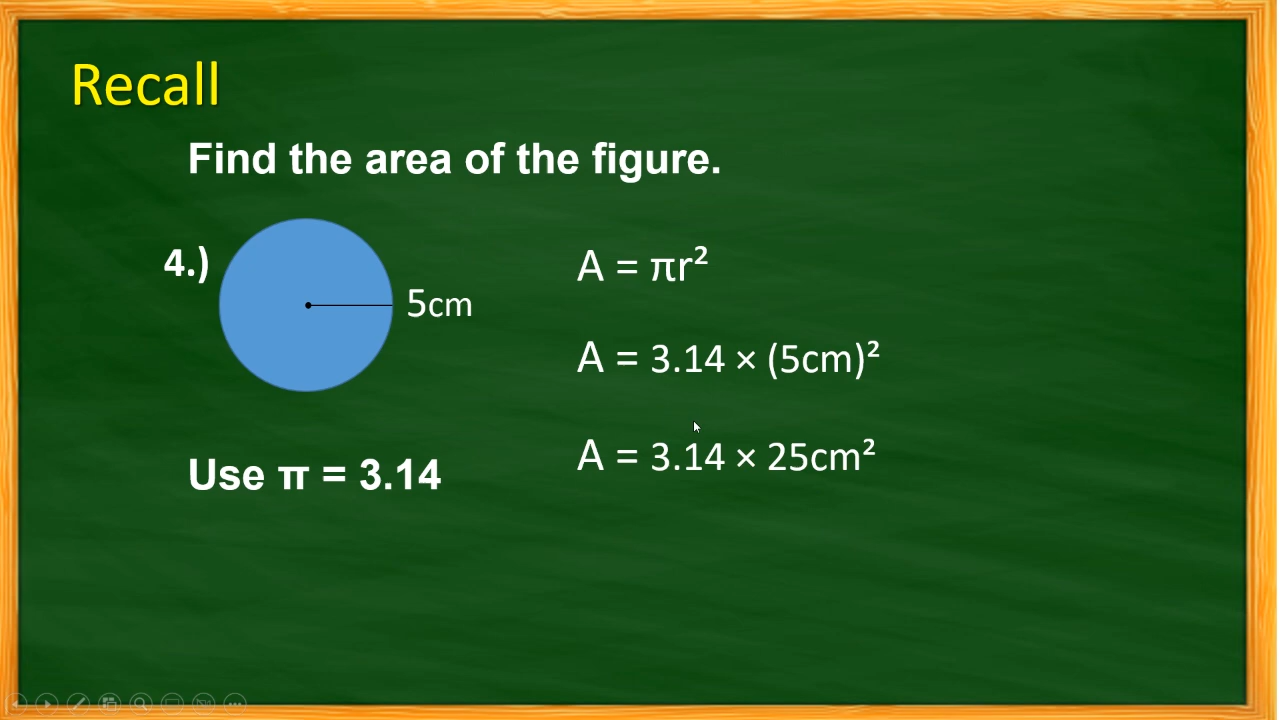 Recall
Find the area of the figure.
4.)
5cm
A = πr²
A = 3.14 × (5cm)²
A = 3.14 × 25cm²
Use π = 3.14